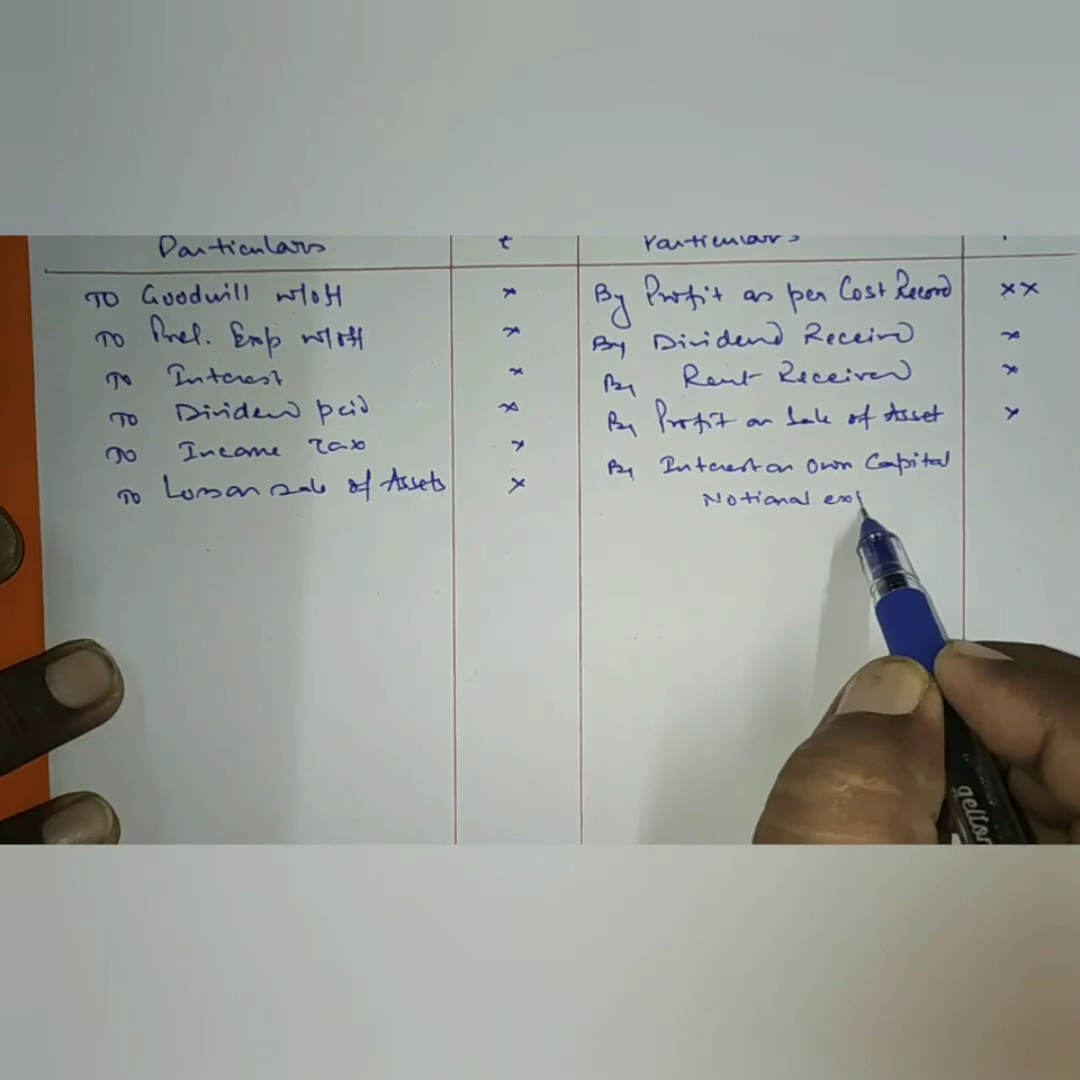 Particulars ₹ Particulars
To Goodwill w/off × By Profit as per Cost Record ××
To Prel. Exp w/off × By Dividend Received ×
To Interest × By Rent Received ×
To Dividend paid × By Profit on Sale of Asset ×
To Income Tax × By Interest on Own Capital
To Loss on sale of Assets × Notional exp
gellor